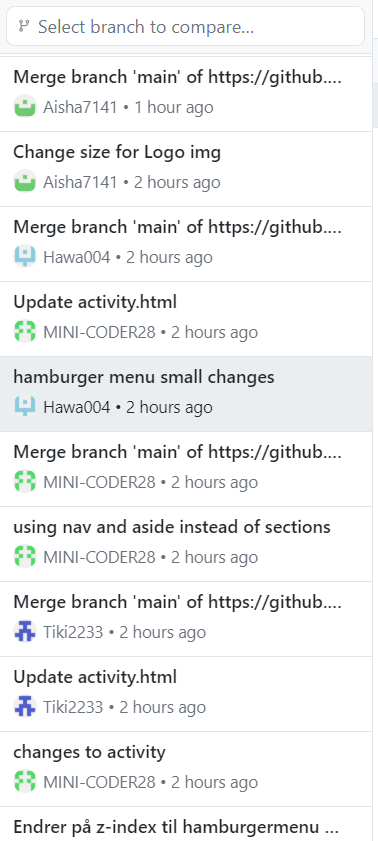 Select branch to compare...
Merge branch 'main' of https://github....
Aisha7141 • 1 hour ago
Change size for Logo img
Aisha7141 • 2 hours ago
Merge branch 'main' of https://github....
Hawa004 • 2 hours ago
Update activity.html
MINI-CODER28 • 2 hours ago
hamburger menu small changes
Hawa004 • 2 hours ago
Merge branch 'main' of https://github....
MINI-CODER28 • 2 hours ago
using nav and aside instead of sections
MINI-CODER28 • 2 hours ago
Merge branch 'main' of https://github....
Tiki2233 • 2 hours ago
Update activity.html
Tiki2233 • 2 hours ago
changes to activity
MINI-CODER28 • 2 hours ago
Endrer på z-index til hamburgermenu ...